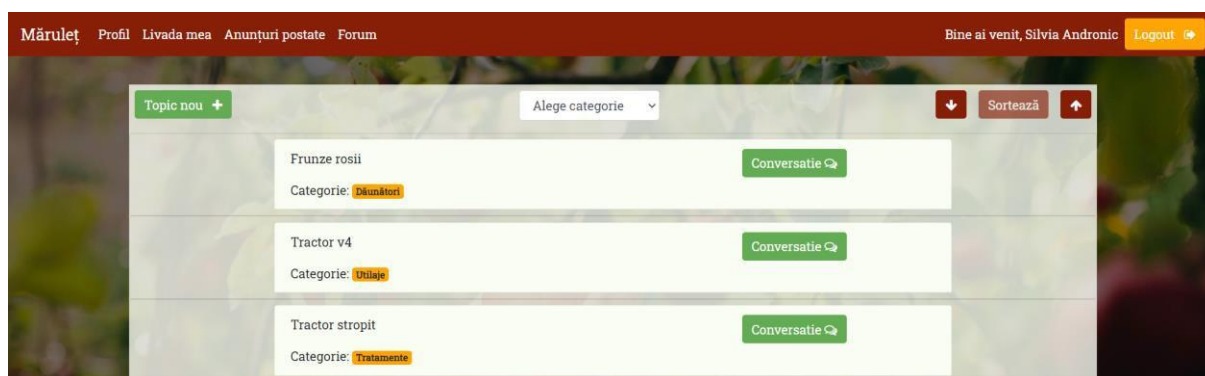 Măruleț Profil Livada mea Anunțuri postate Forum Bine ai venit, Silvia Andronic Logout
Topic nou Alege categorie Sortează
Frunze rosii Conversatie
Categorie: Dăunători
Tractor v4 Conversatie
Categorie: Utilaje
Tractor stropit Conversatie
Categorie: Tratamente